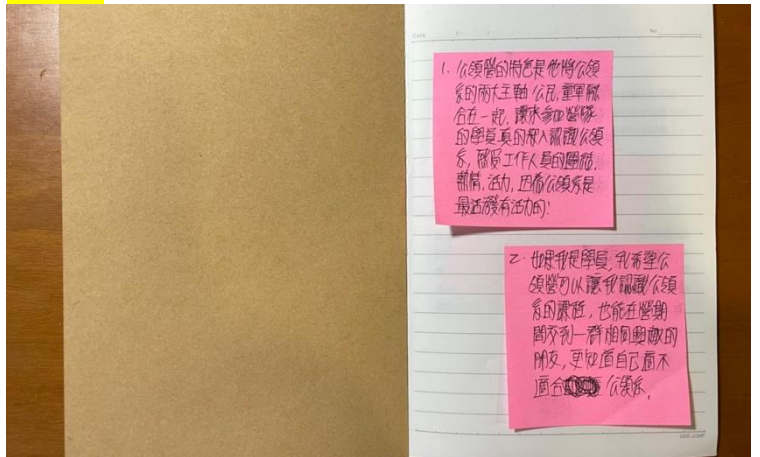 DATE / /
NO.
1. 公領營的特色是他將公領
系的兩大主軸 公民,童軍融
合在一起,讓來參加營隊
的學員真的深入認識公領
系,感受工作人員的團結,
熱情,活力,因為公領系是
最活潑有活力的!
2. 如果我是學員,我希望公
領營可以讓我認識公領
系的課程,也能在營期
間交到一群相同興趣的
朋友,更知道自己適不
適合 公領系。